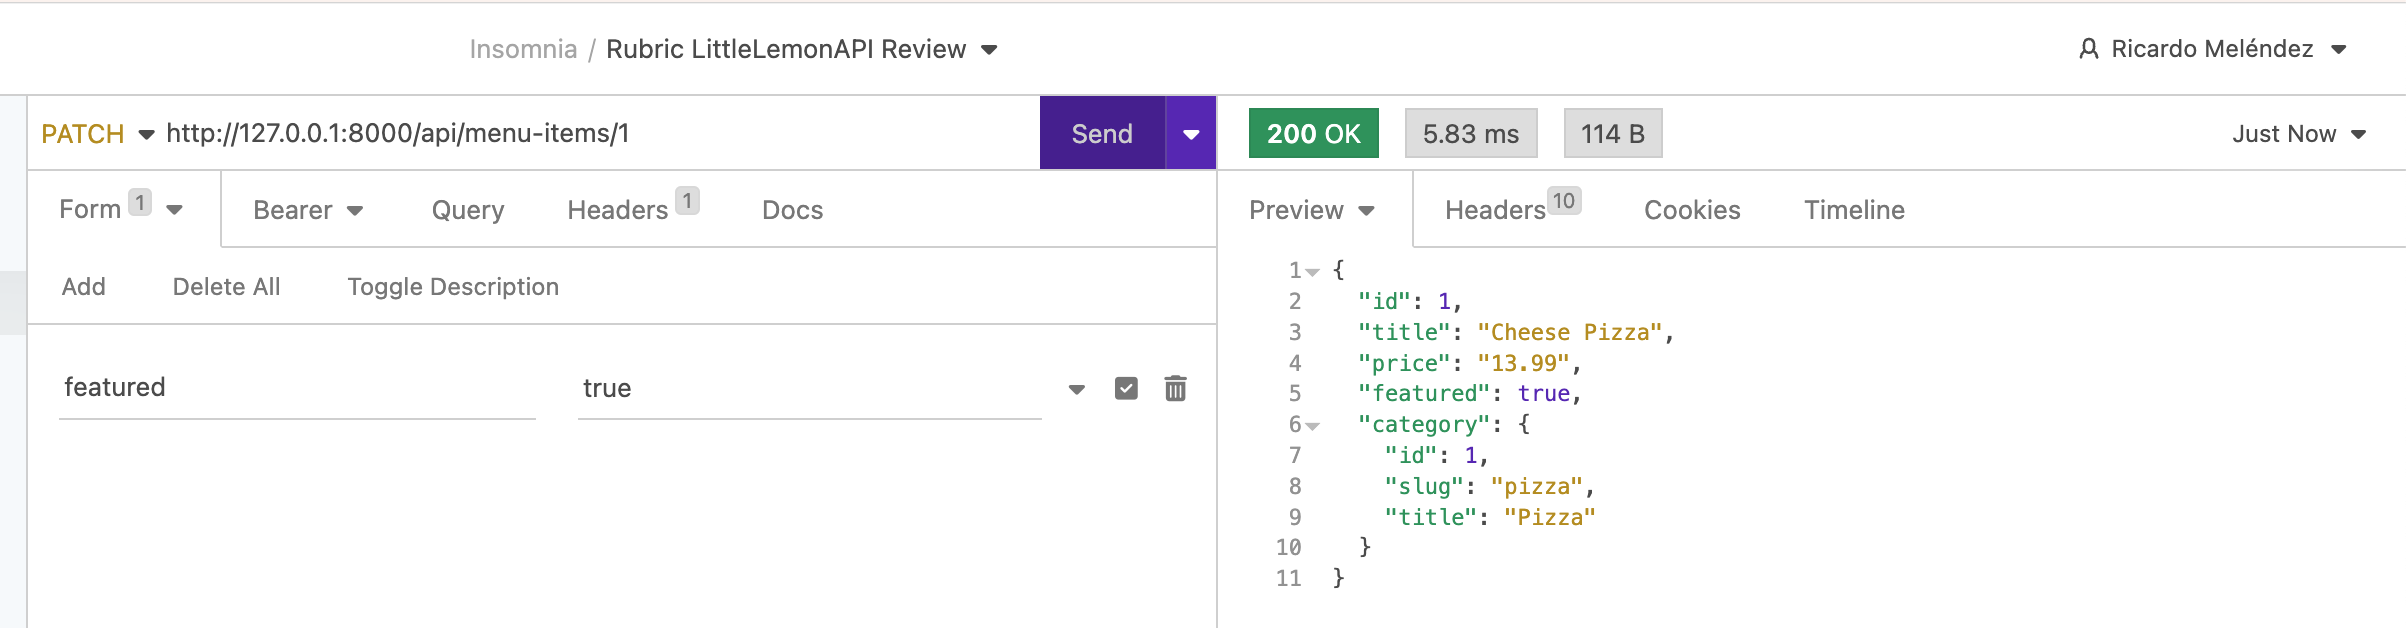 Insomnia / Rubric LittleLemonAPI Review
Ricardo Meléndez
PATCH http://127.0.0.1:8000/api/menu-items/1
Send
200 OK
5.83 ms
114 B
Just Now
Form 1
Bearer
Query
Headers 1
Docs
Preview
Headers 10
Cookies
Timeline
Add
Delete All
Toggle Description
featured
true
1 {
2 "id": 1,
3 "title": "Cheese Pizza",
4 "price": "13.99",
5 "featured": true,
6 "category": {
7 "id": 1,
8 "slug": "pizza",
9 "title": "Pizza"
10 }
11 }